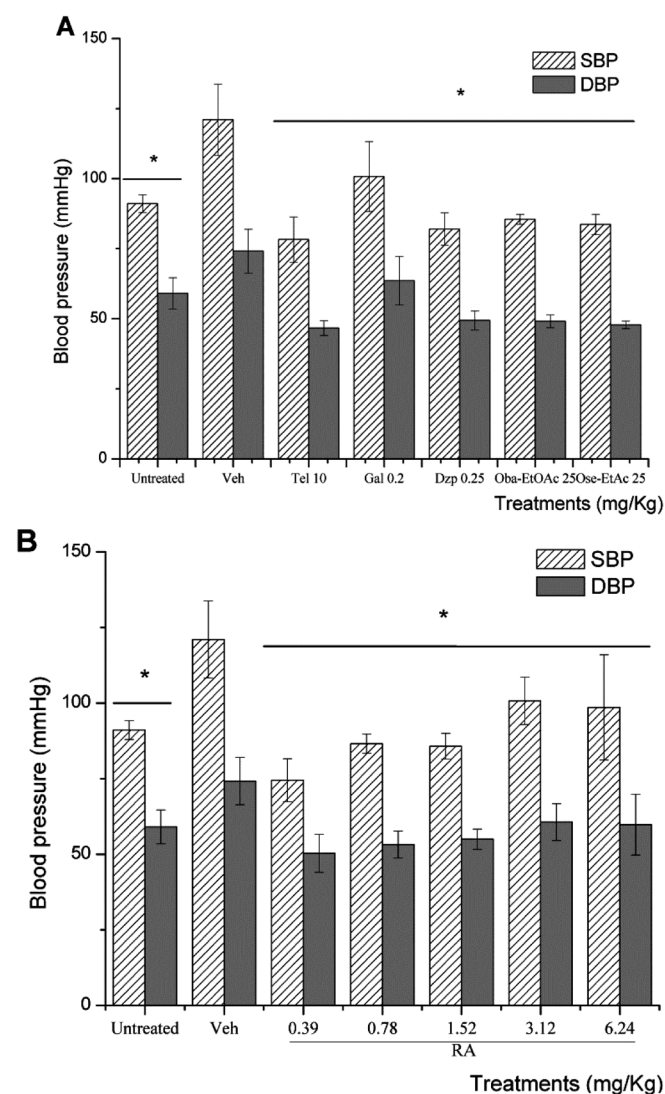 A
150
SBP
DBP
*
*
100
50
0
Blood pressure (mmHg)
Untreated Veh Tel 10 Gal 0.2 Dzp 0.25 Oba-EtOAc 25 Ose-EtAc 25
Treatments (mg/Kg)
B
150
SBP
DBP
*
*
100
50
0
Blood pressure (mmHg)
Untreated Veh 0.39 0.78 1.52 3.12 6.24
RA
Treatments (mg/Kg)